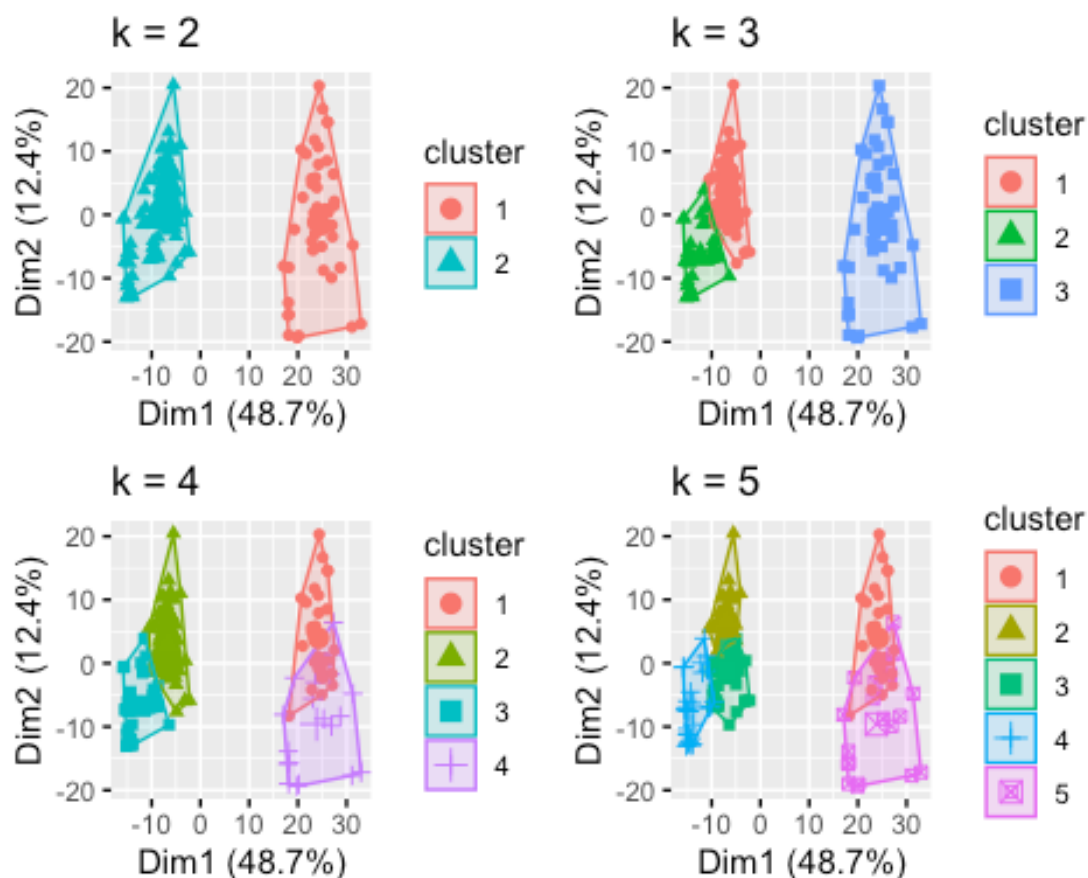 k = 2
20
10
0
-10
-20
Dim2 (12.4%)
-10 0 10 20 30
Dim1 (48.7%)
cluster
1
2
k = 3
20
10
0
-10
-20
Dim2 (12.4%)
-10 0 10 20 30
Dim1 (48.7%)
cluster
1
2
3
k = 4
20
10
0
-10
-20
Dim2 (12.4%)
-10 0 10 20 30
Dim1 (48.7%)
cluster
1
2
3
4
k = 5
20
10
0
-10
-20
Dim2 (12.4%)
-10 0 10 20 30
Dim1 (48.7%)
cluster
1
2
3
4
5